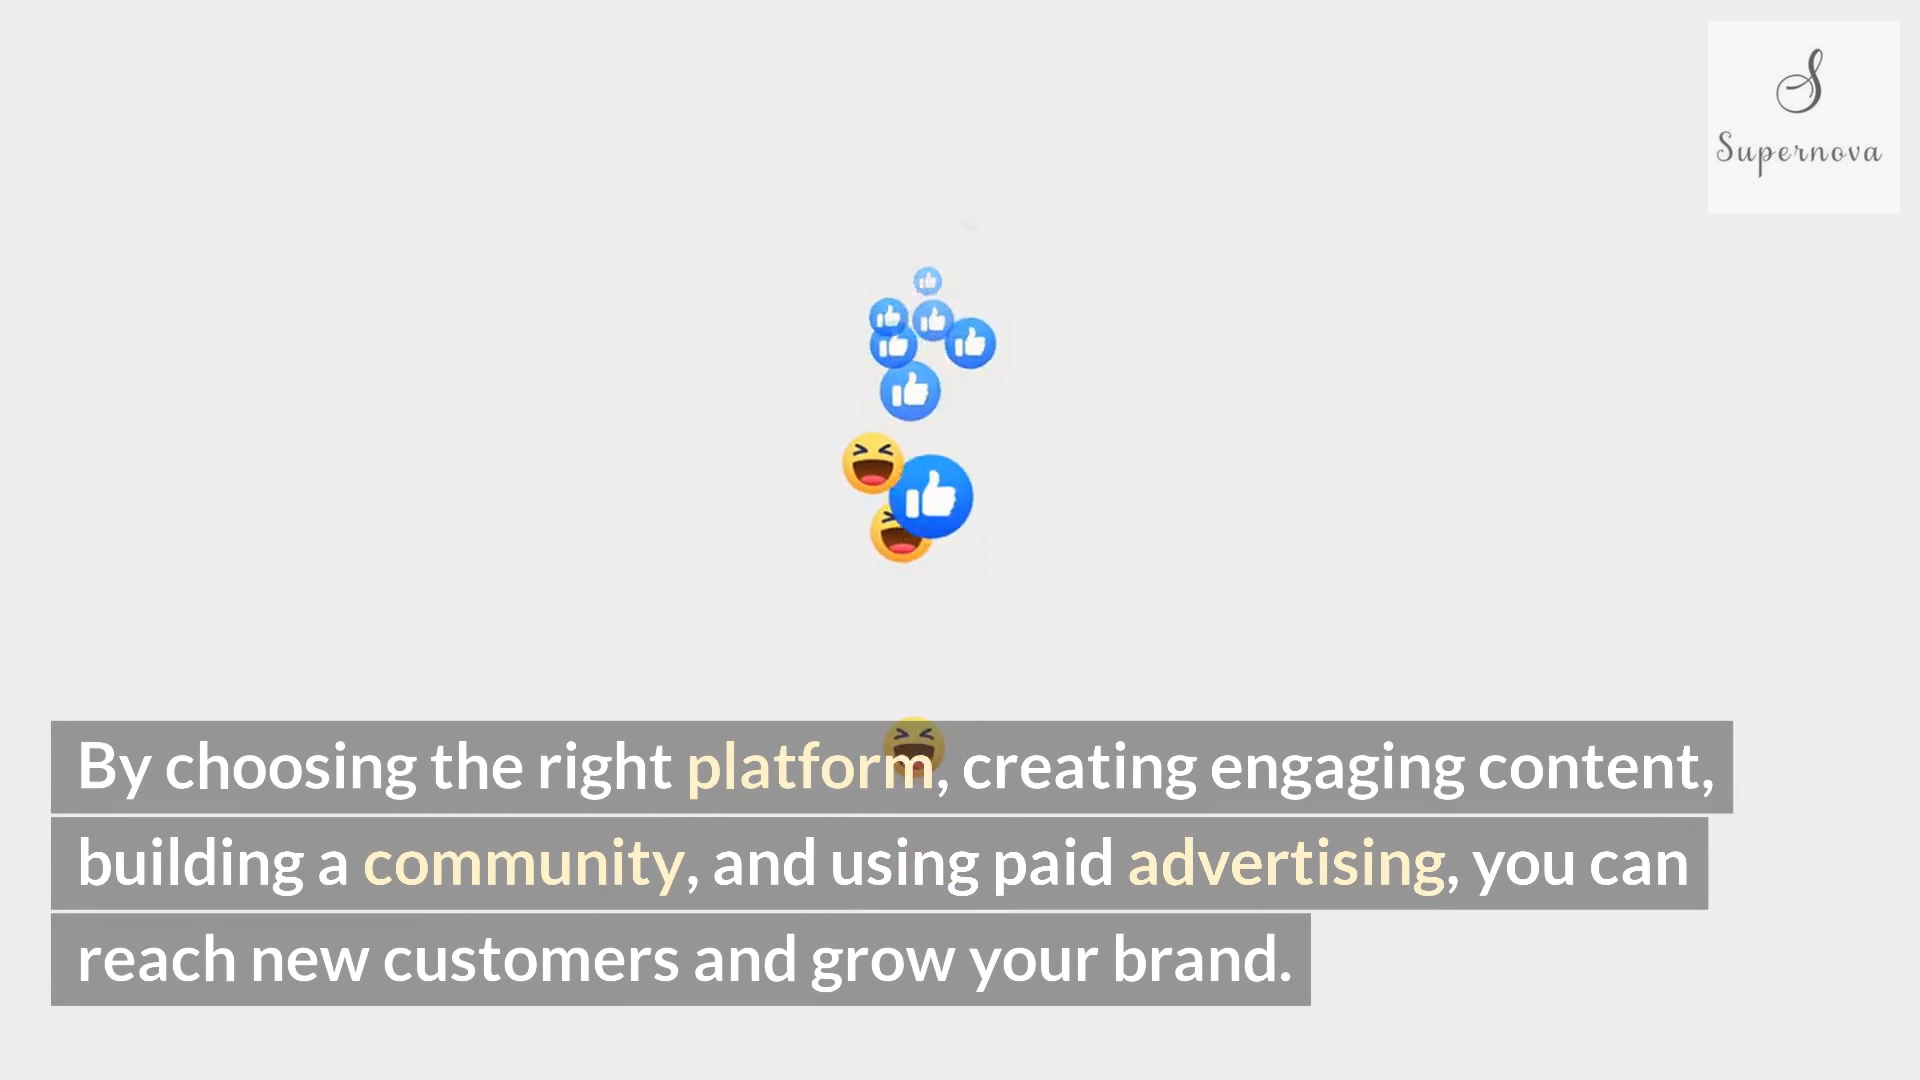 S
Supernova
By choosing the right platform, creating engaging content,
building a community, and using paid advertising, you can
reach new customers and grow your brand.